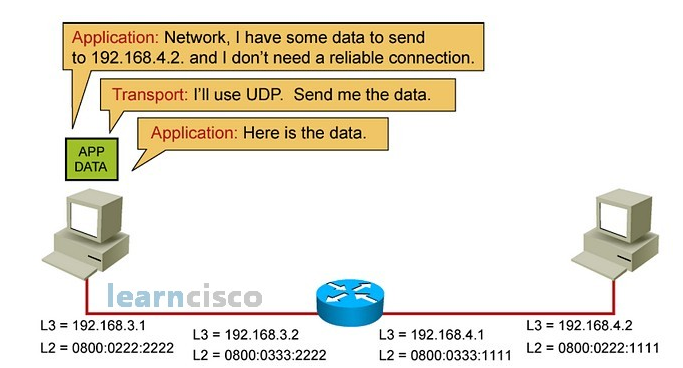 Application: Network, I have some data to send
to 192.168.4.2. and I don't need a reliable connection.
Transport: I'll use UDP.  Send me the data.
Application: Here is the data.
APP
DATA
learncisco
L3 = 192.168.3.1
L2 = 0800:0222:2222
L3 = 192.168.3.2
L2 = 0800:0333:2222
L3 = 192.168.4.1
L2 = 0800:0333:1111
L3 = 192.168.4.2
L2 = 0800:0222:1111